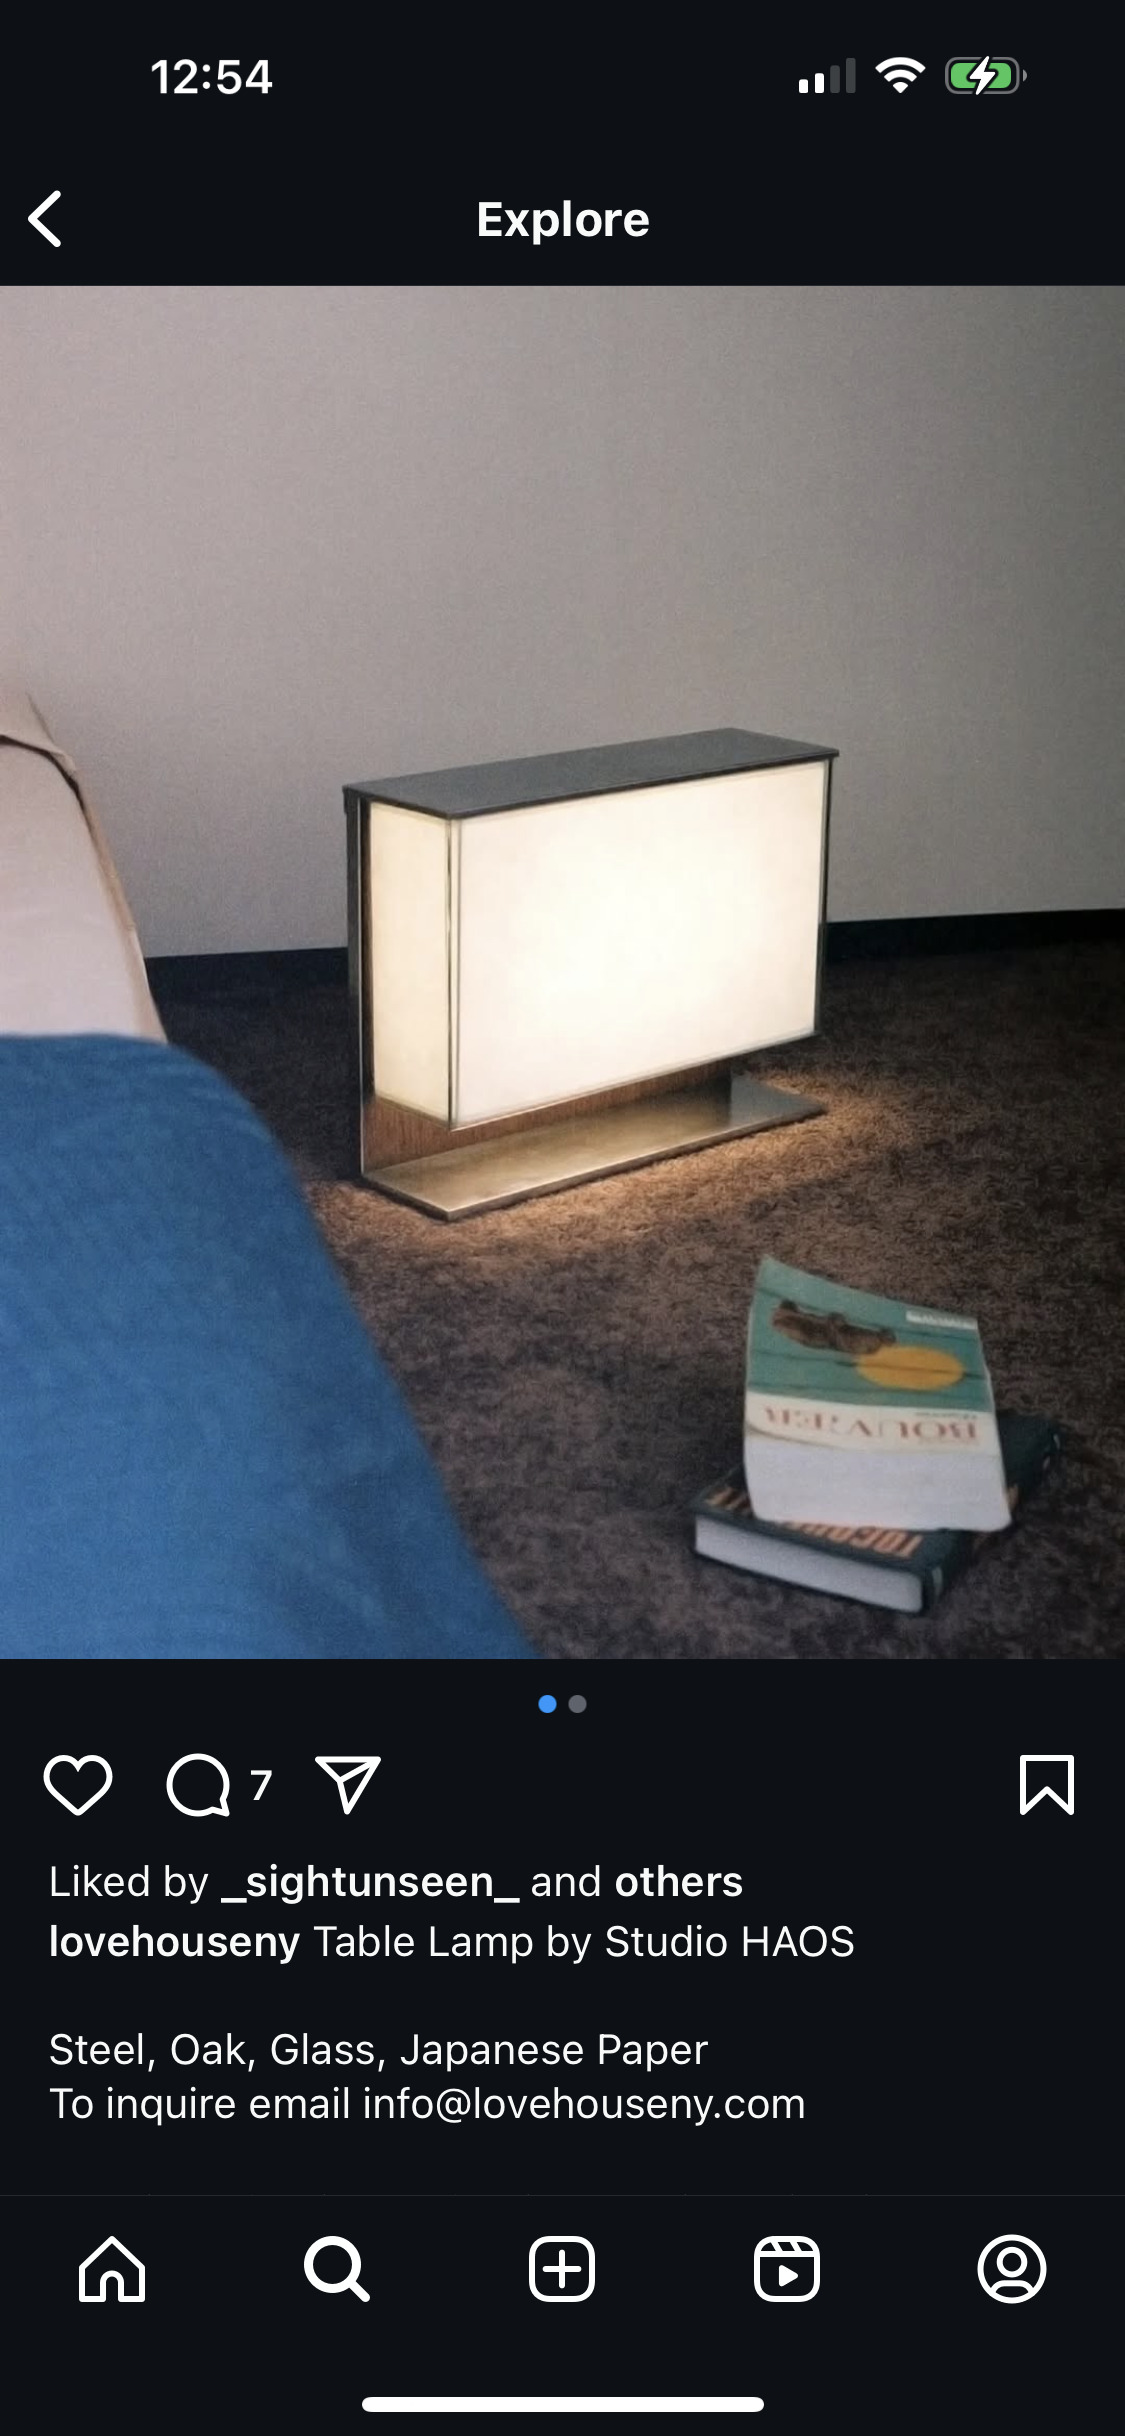 12:54
Explore
BOUVIER
7
Liked by _sightunseen_ and others
lovehouseny Table Lamp by Studio HAOS
Steel, Oak, Glass, Japanese Paper
To inquire email info@lovehouseny.com